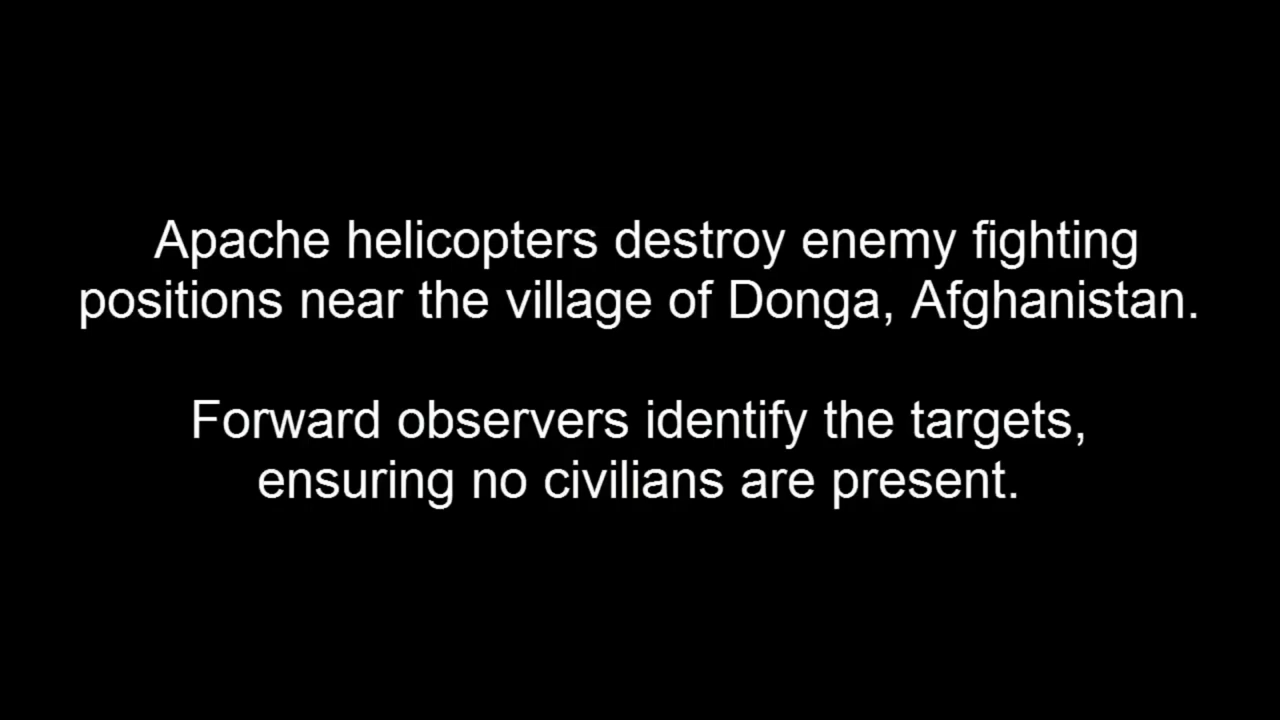 Apache helicopters destroy enemy fighting
positions near the village of Donga, Afghanistan.
Forward observers identify the targets,
ensuring no civilians are present.